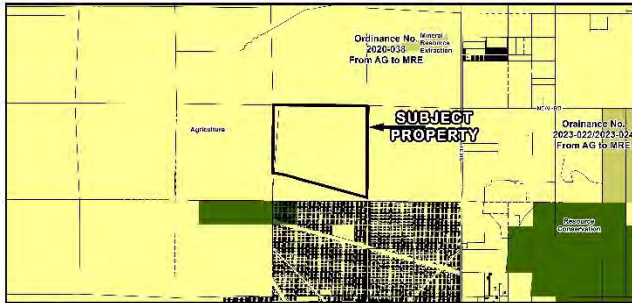 Ordinance No.
2020-038
From AG to MRE
Mineral
Resource
Extraction
Agriculture
SUBJECT
PROPERTY
Ordinance No.
2023-022/2023-024
From AG to MRE
Resource
Conservation